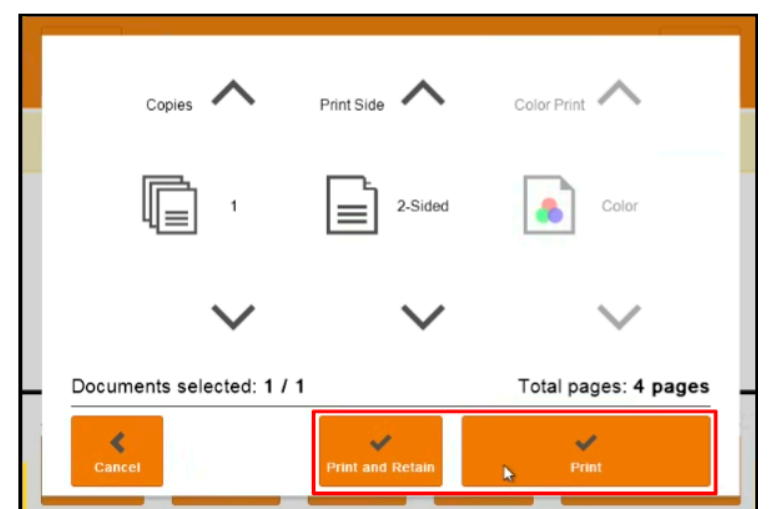 Copies Print Side Color Print
1 2-Sided Color
Documents selected: 1 / 1 Total pages: 4 pages
Cancel Print and Retain Print